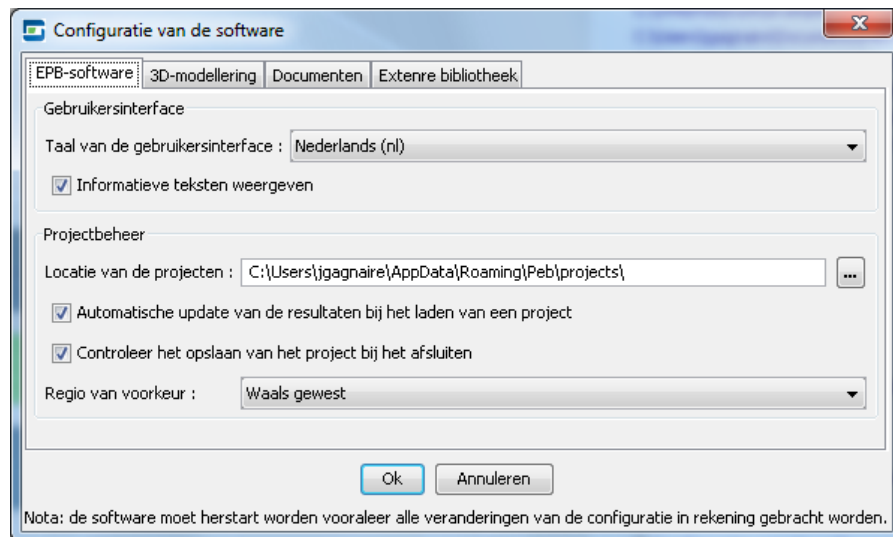 Configuratie van de software
EPB-software 3D-modellering Documenten Extenre bibliotheek
Gebruikersinterface
Taal van de gebruikersinterface : Nederlands (nl)
Informatieve teksten weergeven
Projectbeheer
Locatie van de projecten : C:\Users\jgagnaire\AppData\Roaming\Peb\projects\ ...
Automatische update van de resultaten bij het laden van een project
Controleer het opslaan van het project bij het afsluiten
Regio van voorkeur : Waals gewest
Ok Annuleren
Nota: de software moet herstart worden vooraleer alle veranderingen van de configuratie in rekening gebracht worden.